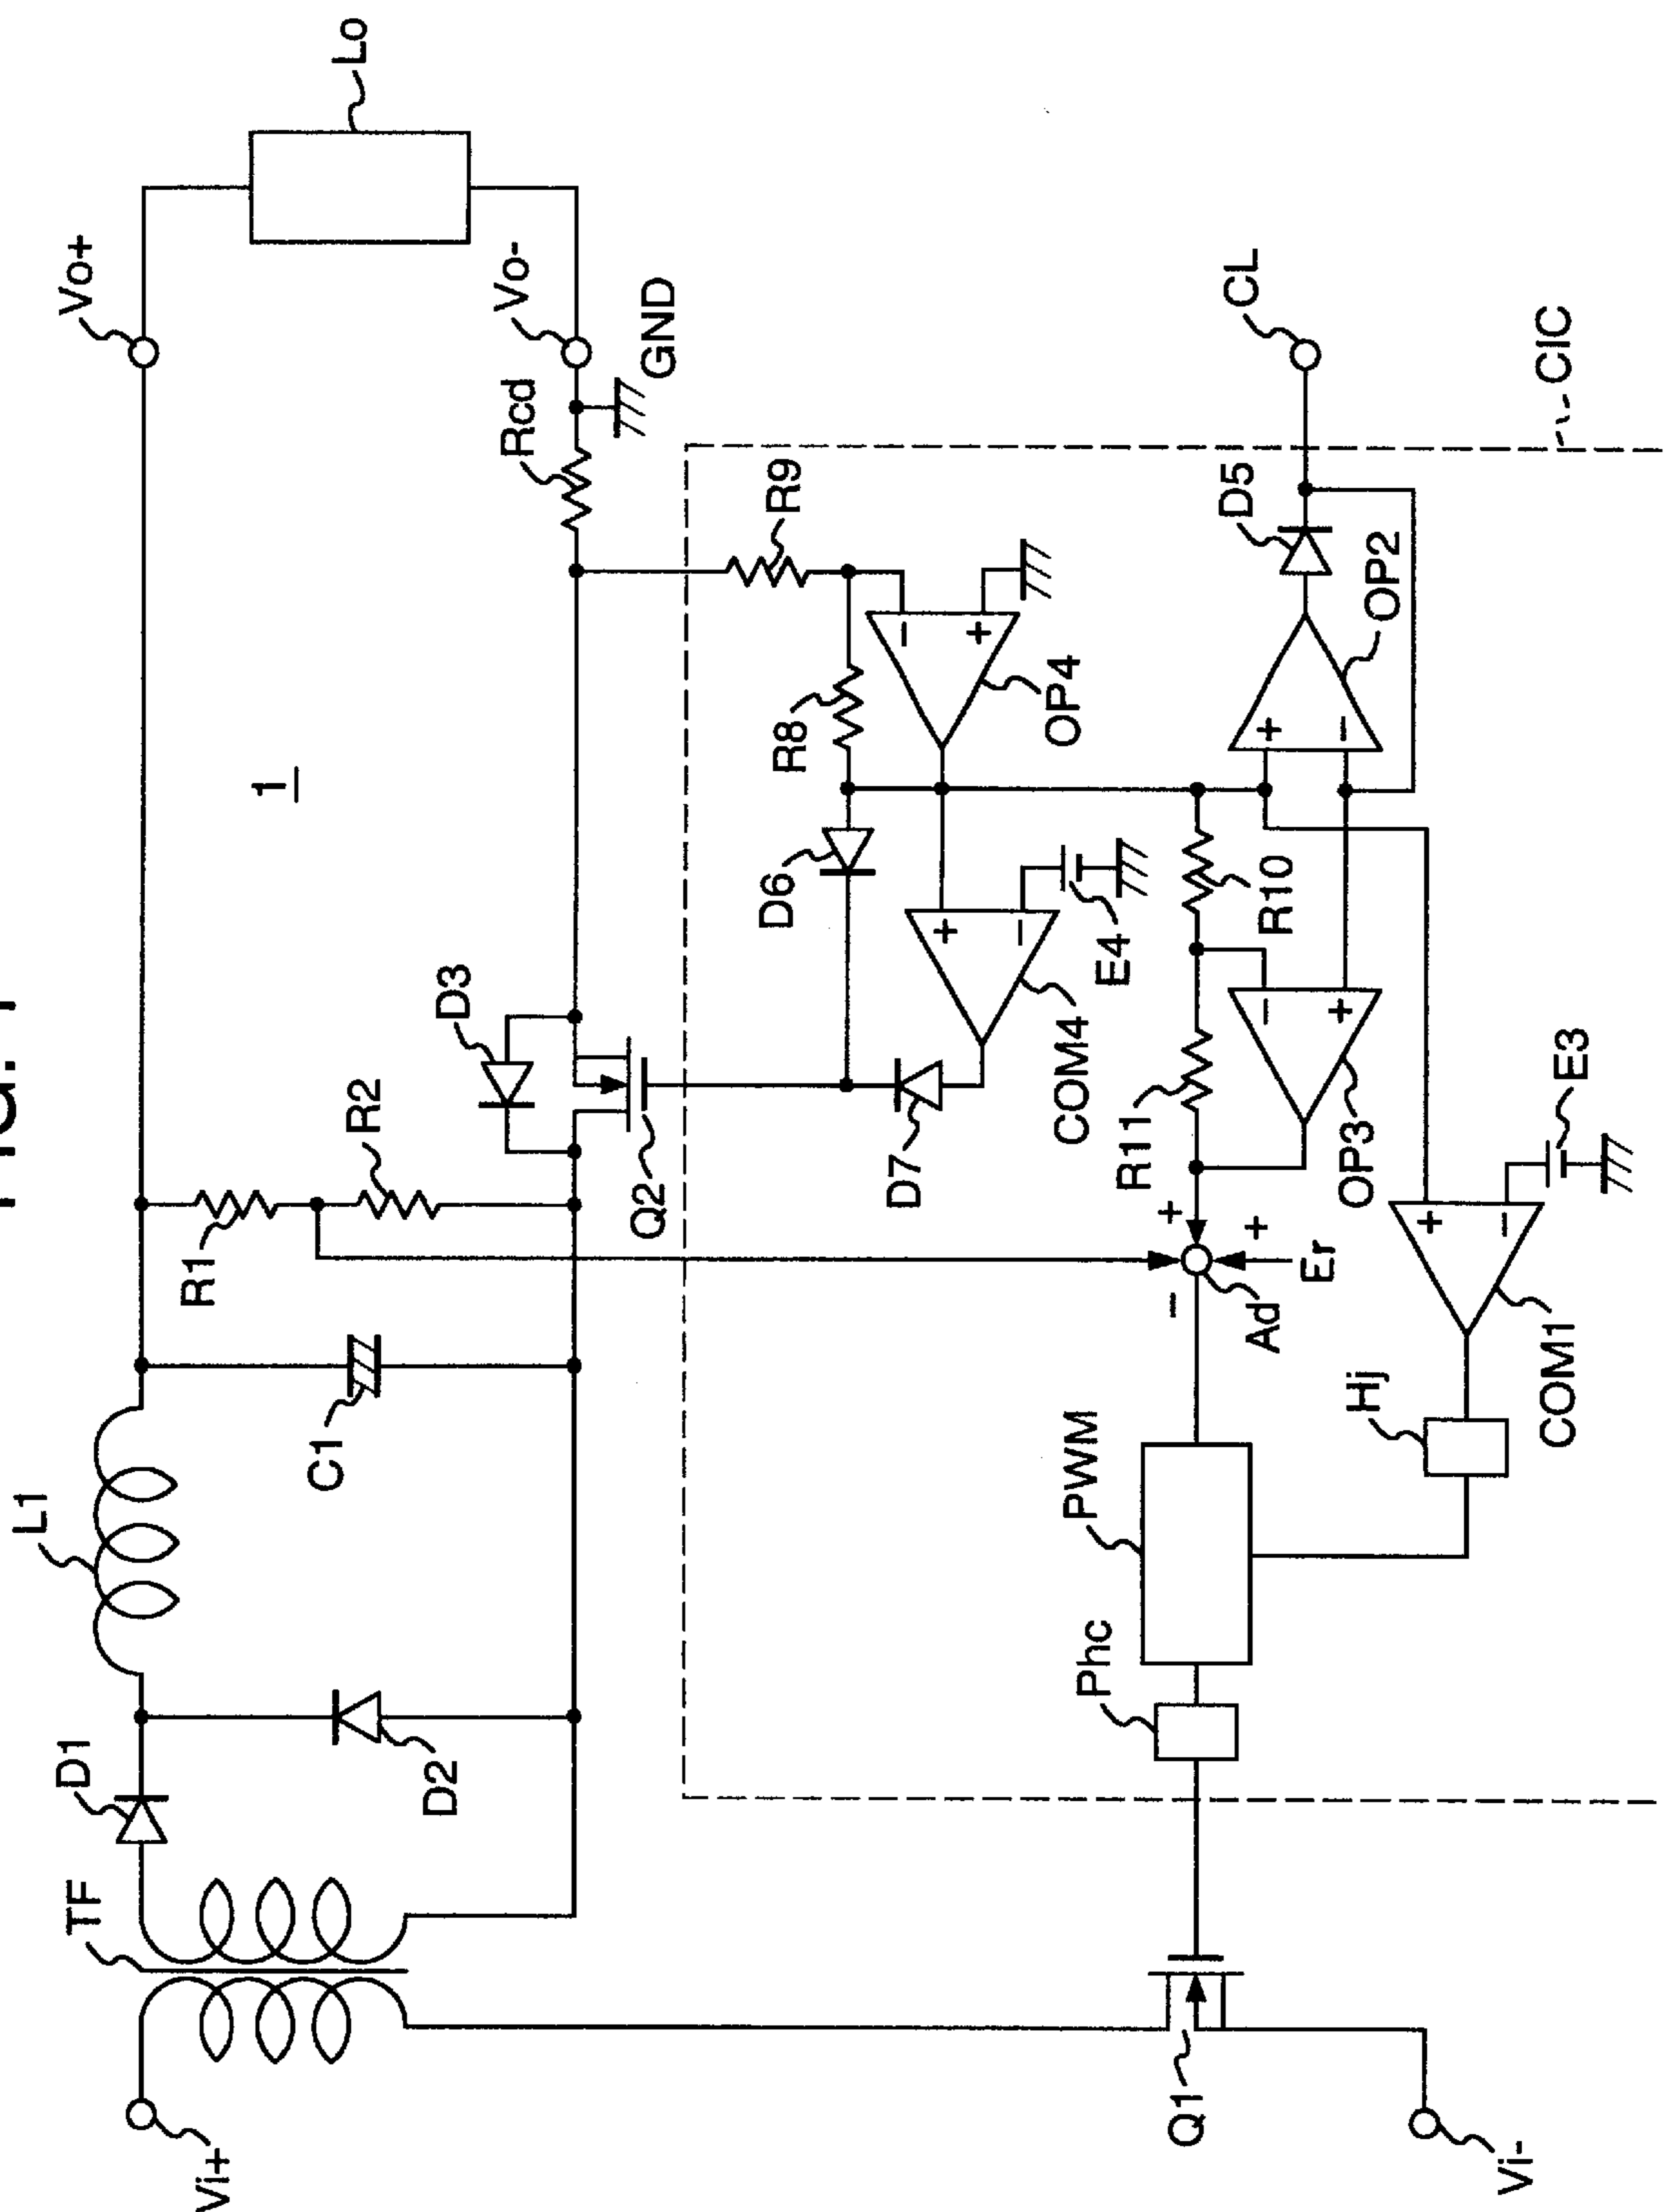 FIG. 1
Lo
Vo+
Vo-
GND
Rcd
1
R9
CL
CIC
D5
OP2
+
-
R8
-
+
OP4
D6
+
-
E4
COM4
R10
D3
R2
Q2
D7
R11
-
+
OP3
E3
R1
+
+
Er
-
Ad
+
-
COM1
Hj
L1
C1
PWM
Phc
D1
D2
TF
Vi+
Q1
Vi-